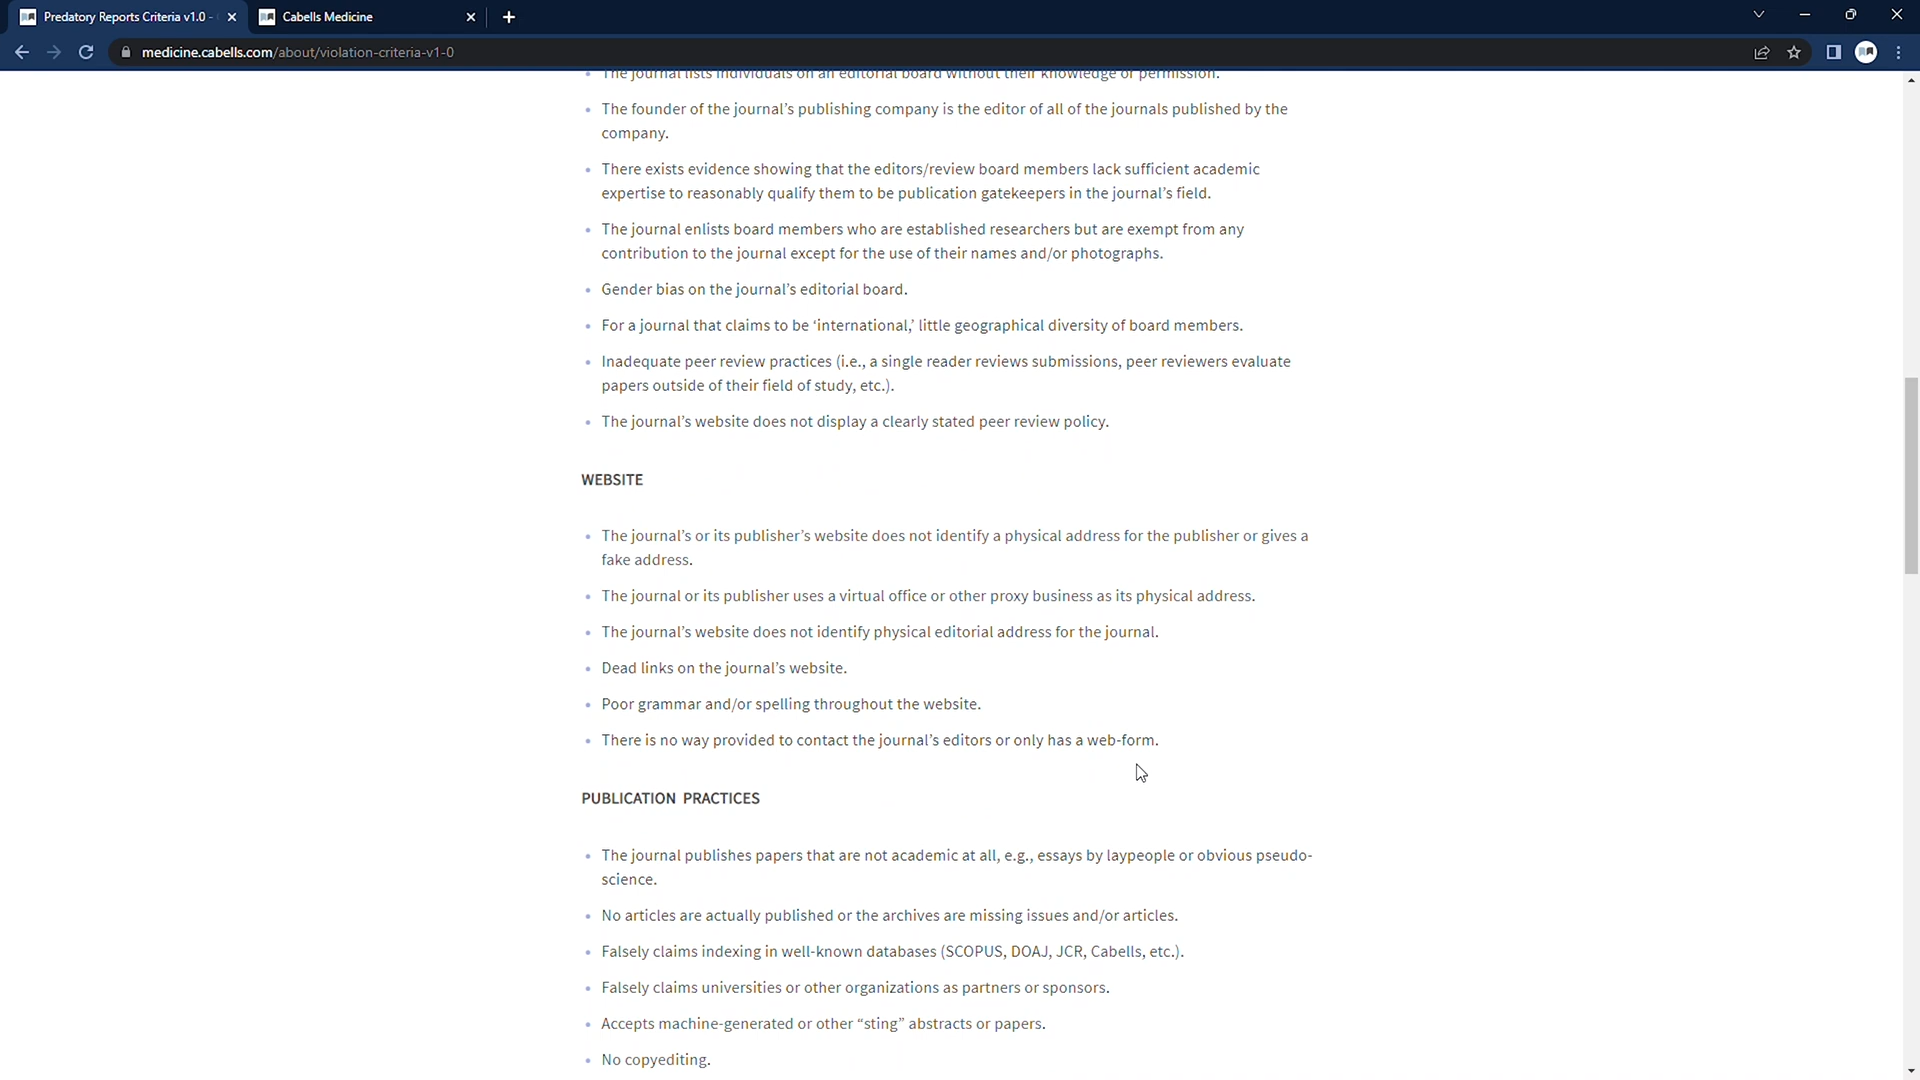 Predatory Reports Criteria v1.0 -
Cabells Medicine
medicine.cabells.com/about/violation-criteria-v1-0
The journal lists individuals on an editorial board without their knowledge or permission.
The founder of the journal’s publishing company is the editor of all of the journals published by the
company.
There exists evidence showing that the editors/review board members lack sufficient academic
expertise to reasonably qualify them to be publication gatekeepers in the journal’s field.
The journal enlists board members who are established researchers but are exempt from any
contribution to the journal except for the use of their names and/or photographs.
Gender bias on the journal’s editorial board.
For a journal that claims to be ‘international,’ little geographical diversity of board members.
Inadequate peer review practices (i.e., a single reader reviews submissions, peer reviewers evaluate
papers outside of their field of study, etc.).
The journal’s website does not display a clearly stated peer review policy.
WEBSITE
The journal’s or its publisher’s website does not identify a physical address for the publisher or gives a
fake address.
The journal or its publisher uses a virtual office or other proxy business as its physical address.
The journal’s website does not identify physical editorial address for the journal.
Dead links on the journal’s website.
Poor grammar and/or spelling throughout the website.
There is no way provided to contact the journal’s editors or only has a web-form.
PUBLICATION PRACTICES
The journal publishes papers that are not academic at all, e.g., essays by laypeople or obvious pseudo-
science.
No articles are actually published or the archives are missing issues and/or articles.
Falsely claims indexing in well-known databases (SCOPUS, DOAJ, JCR, Cabells, etc.).
Falsely claims universities or other organizations as partners or sponsors.
Accepts machine-generated or other “sting” abstracts or papers.
No copyediting.